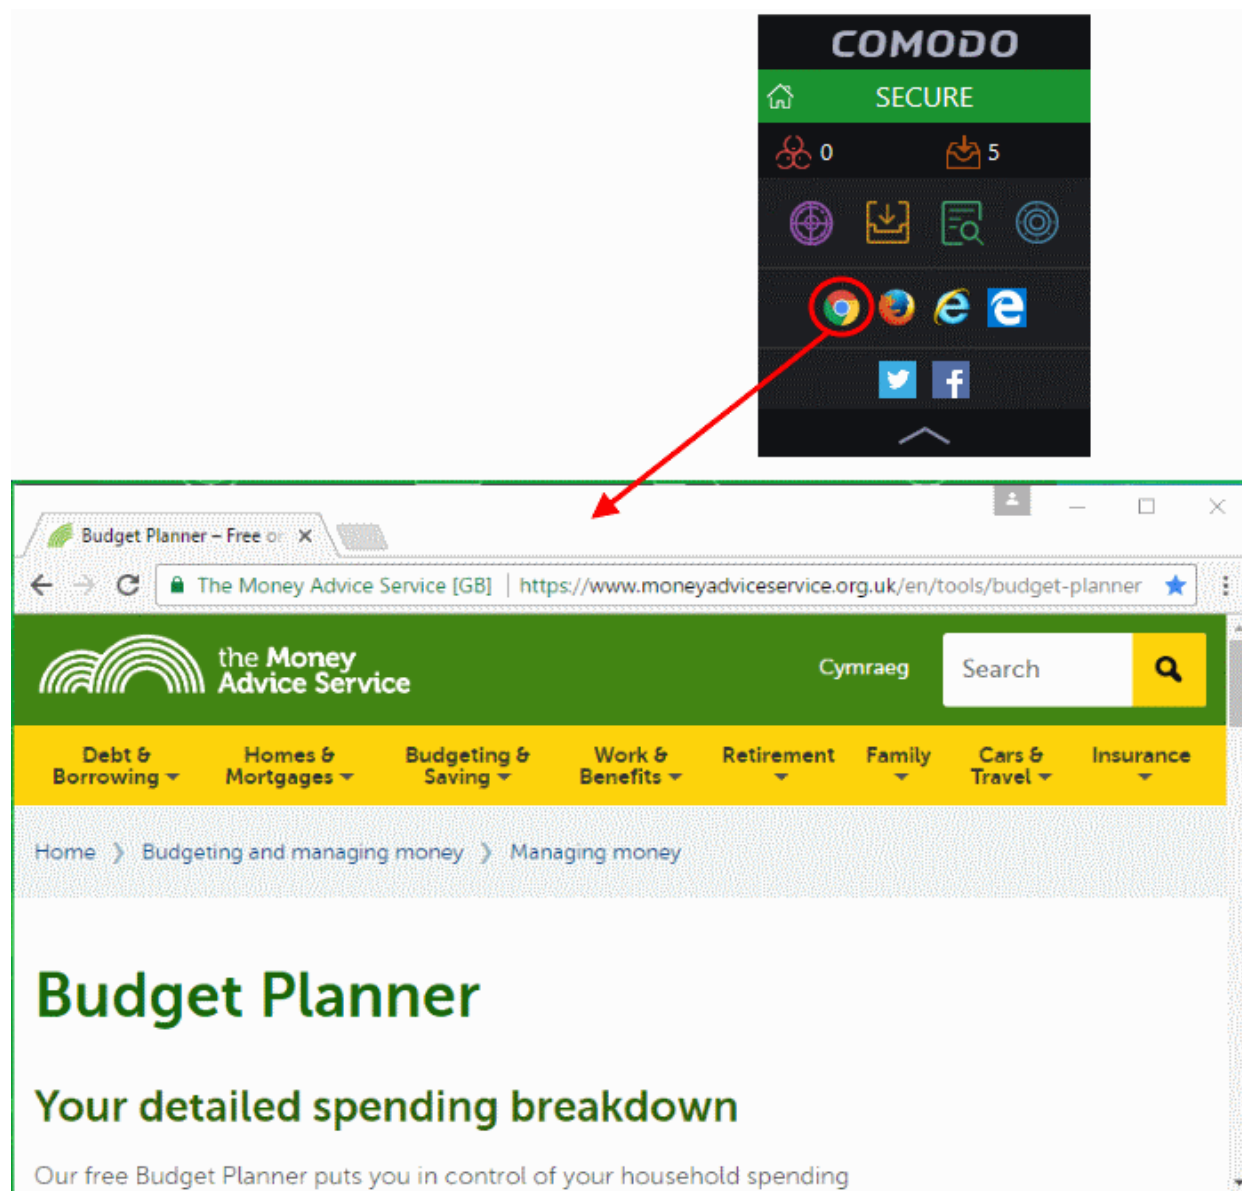 COMODO
SECURE
0 5
Budget Planner – Free or
The Money Advice Service [GB] https://www.moneyadviceservice.org.uk/en/tools/budget-planner
the Money
Advice Service
Cymraeg
Search
Debt &
Borrowing
Homes &
Mortgages
Budgeting &
Saving
Work &
Benefits
Retirement
Family
Cars &
Travel
Insurance
Home Budgeting and managing money Managing money
Budget Planner
Your detailed spending breakdown
Our free Budget Planner puts you in control of your household spending